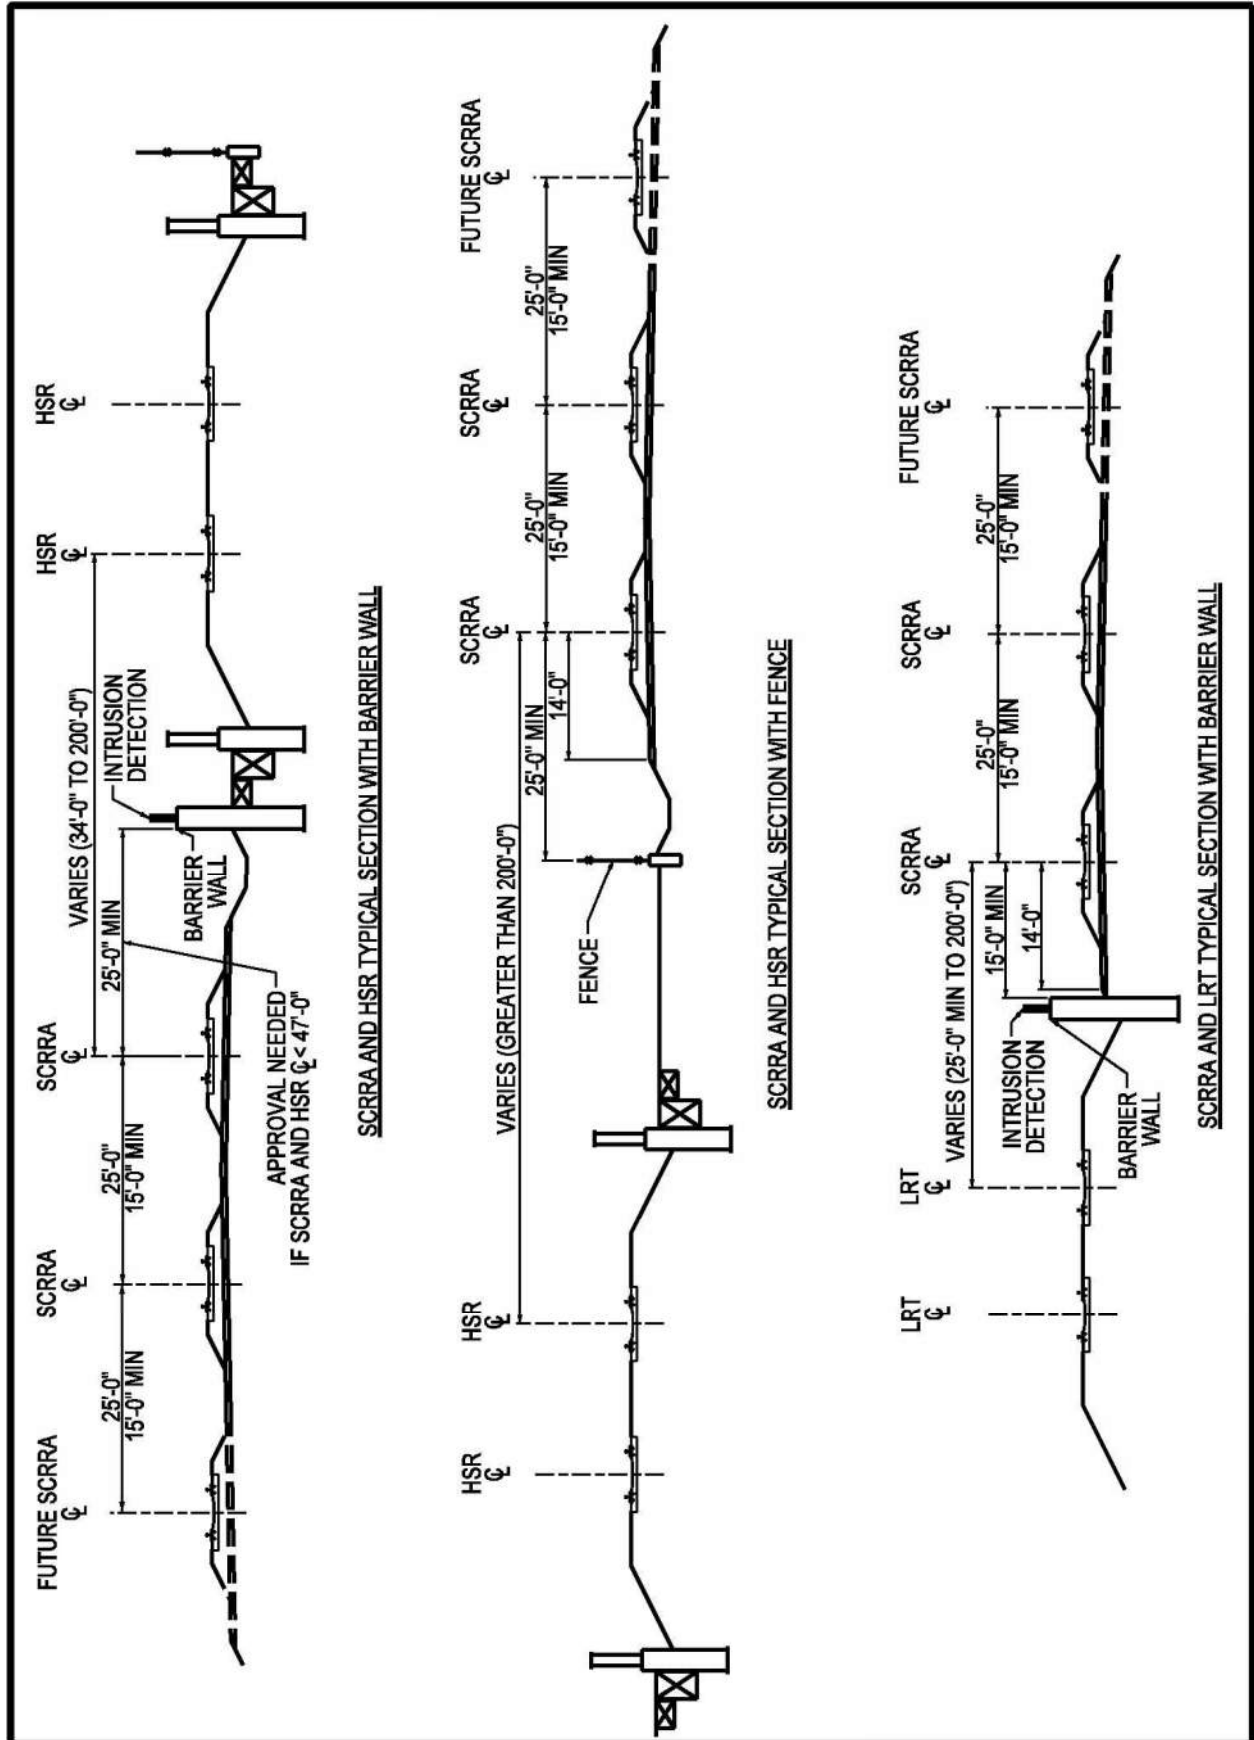 FUTURE SCRRA
℄
SCRRA
℄
SCRRA
℄
HSR
℄
HSR
℄
VARIES (34'-0" TO 200'-0")
25'-0"
15'-0" MIN
25'-0"
15'-0" MIN
25'-0" MIN
INTRUSION
DETECTION
BARRIER
WALL
APPROVAL NEEDED
IF SCRRA AND HSR ℄ < 47'-0"
SCRRA AND HSR TYPICAL SECTION WITH BARRIER WALL
HSR
℄
HSR
℄
SCRRA
℄
SCRRA
℄
FUTURE SCRRA
℄
VARIES (GREATER THAN 200'-0")
25'-0" MIN
14'-0"
25'-0"
15'-0" MIN
25'-0"
15'-0" MIN
FENCE
SCRRA AND HSR TYPICAL SECTION WITH FENCE
LRT
℄
LRT
℄
SCRRA
℄
SCRRA
℄
FUTURE SCRRA
℄
VARIES (25'-0" MIN TO 200'-0")
15'-0" MIN
14'-0"
25'-0"
15'-0" MIN
25'-0"
15'-0" MIN
INTRUSION
DETECTION
BARRIER
WALL
SCRRA AND LRT TYPICAL SECTION WITH BARRIER WALL